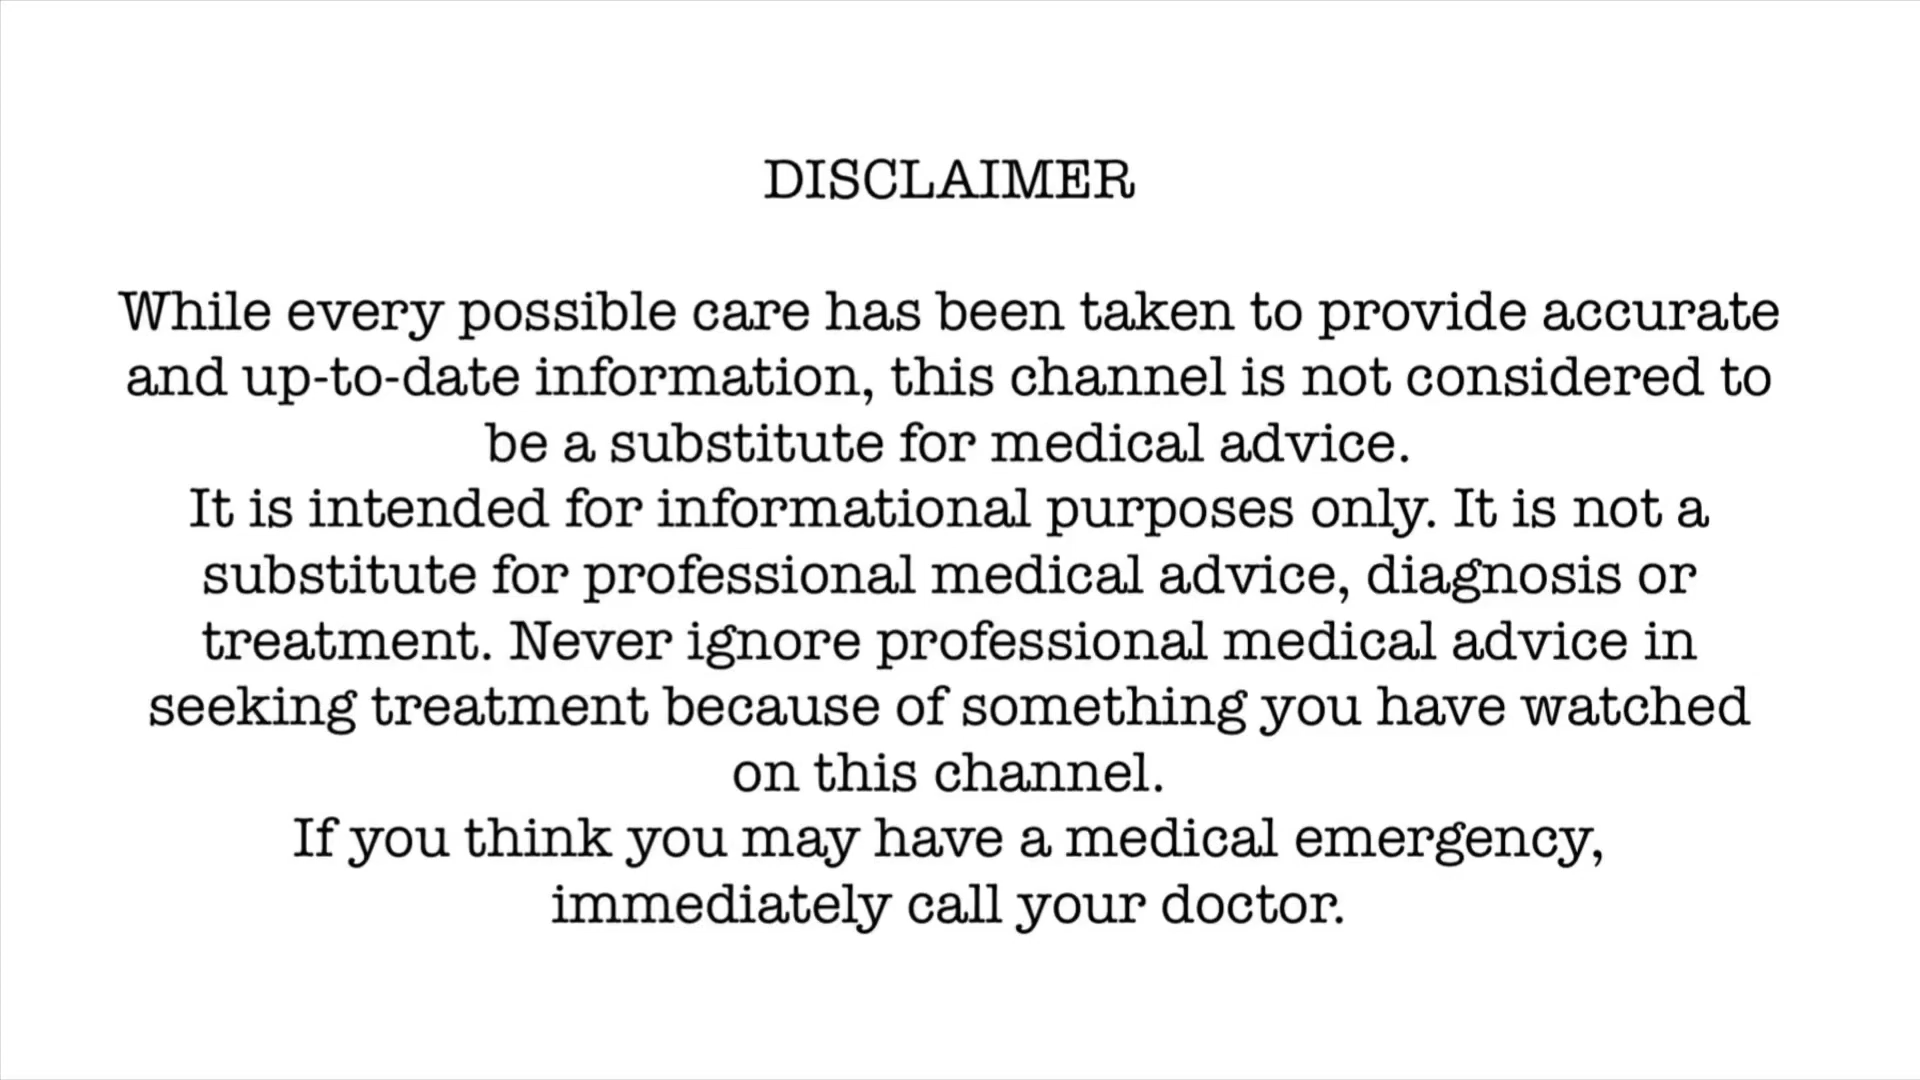 DISCLAIMER
While every possible care has been taken to provide accurate
and up-to-date information, this channel is not considered to
be a substitute for medical advice.
It is intended for informational purposes only. It is not a
substitute for professional medical advice, diagnosis or
treatment. Never ignore professional medical advice in
seeking treatment because of something you have watched
on this channel.
If you think you may have a medical emergency,
immediately call your doctor.